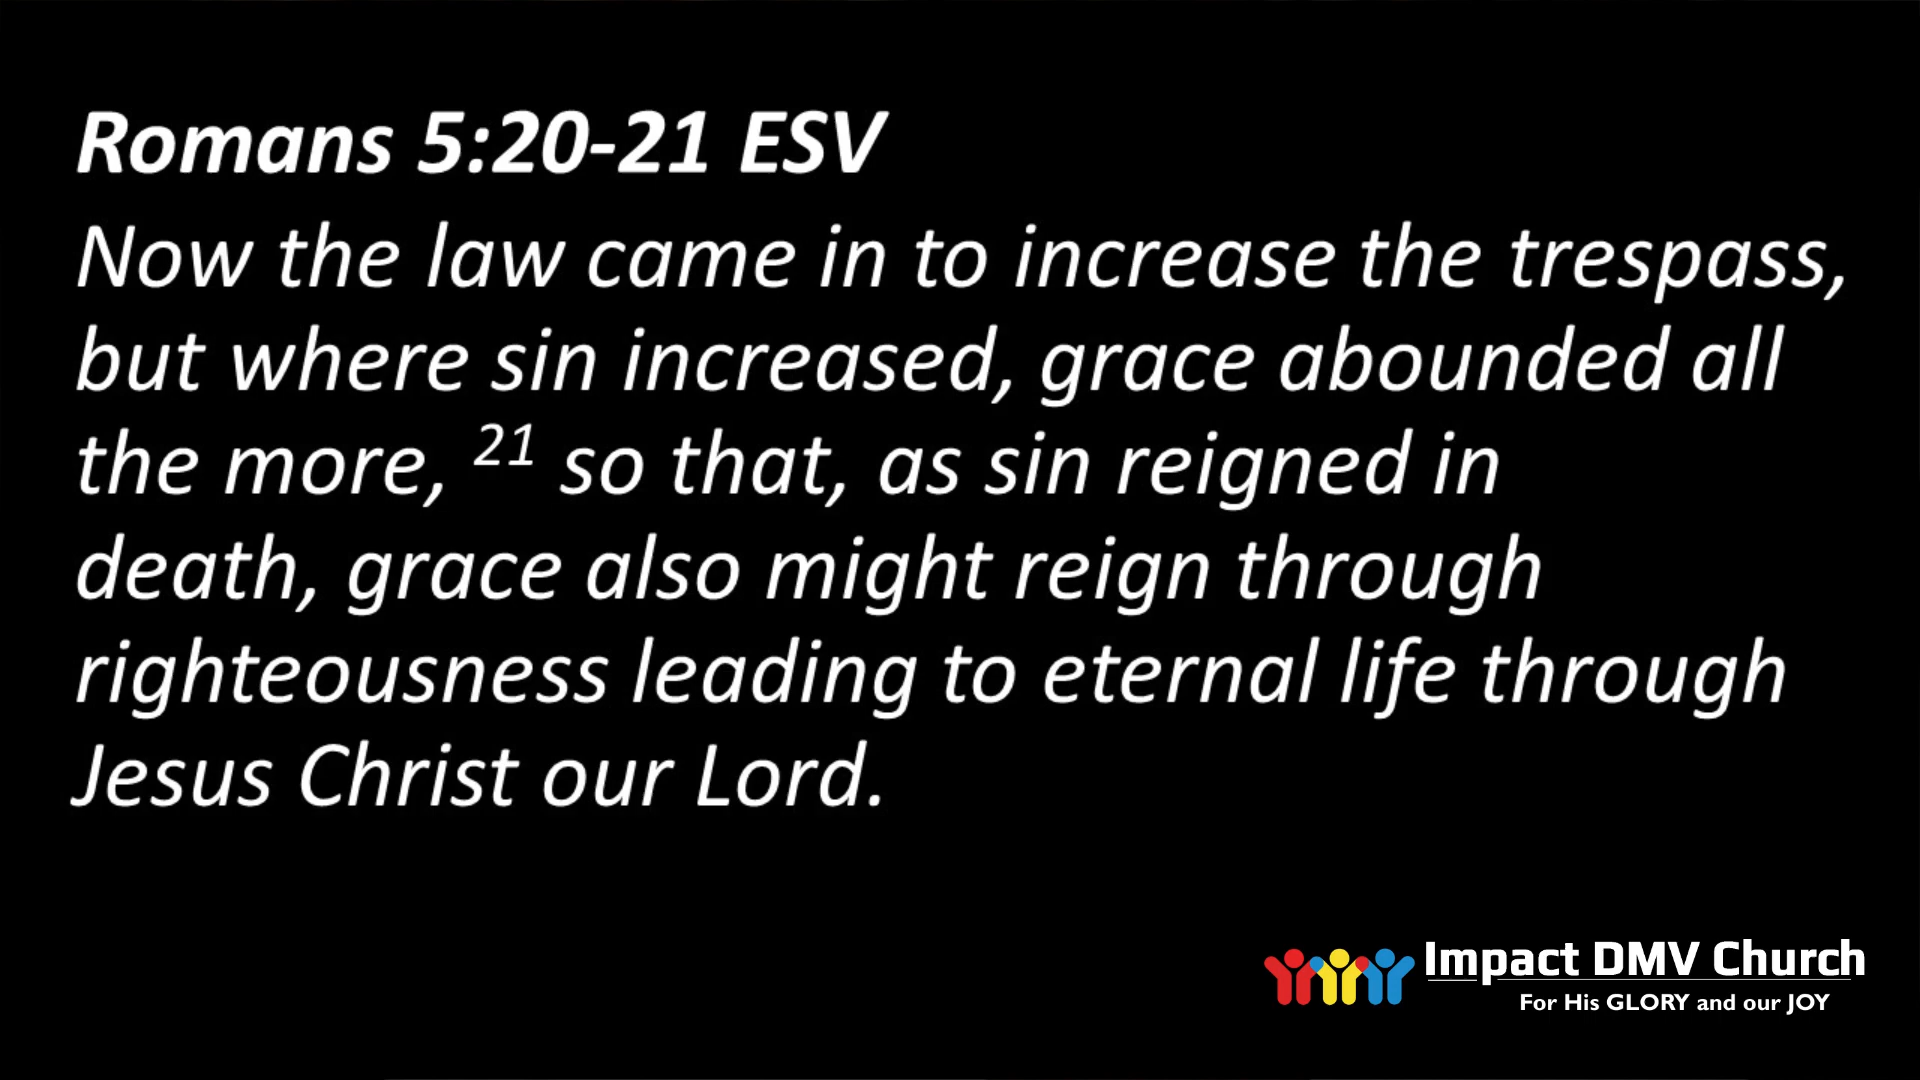 Romans 5:20-21 ESV
Now the law came in to increase the trespass,
but where sin increased, grace abounded all
the more, 21 so that, as sin reigned in
death, grace also might reign through
righteousness leading to eternal life through
Jesus Christ our Lord.
Impact DMV Church
For His GLORY and our JOY